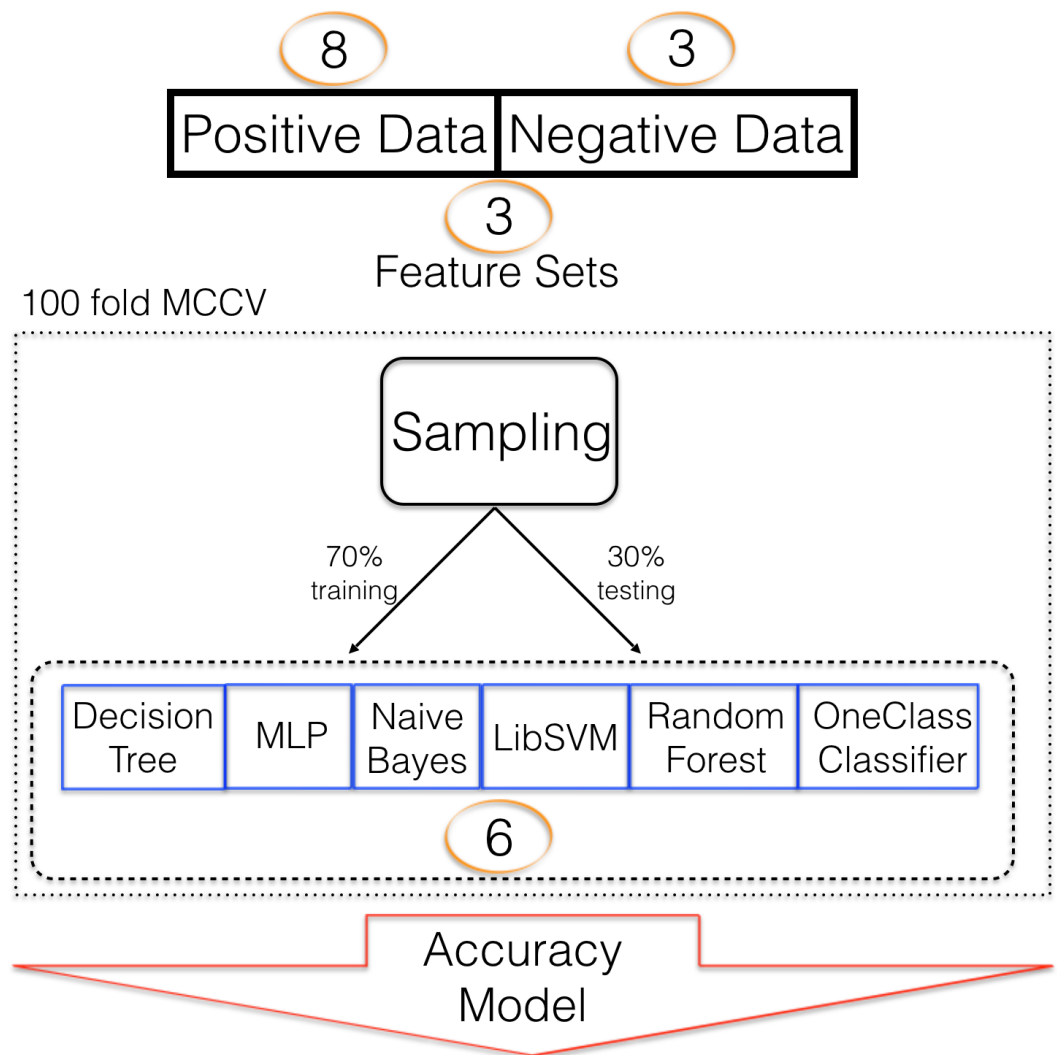 8
3
Positive Data
Negative Data
3
Feature Sets
100 fold MCCV
Sampling
70%
training
30%
testing
Decision
Tree
MLP
Naive
Bayes
LibSVM
Random
Forest
OneClass
Classifier
6
Accuracy
Model